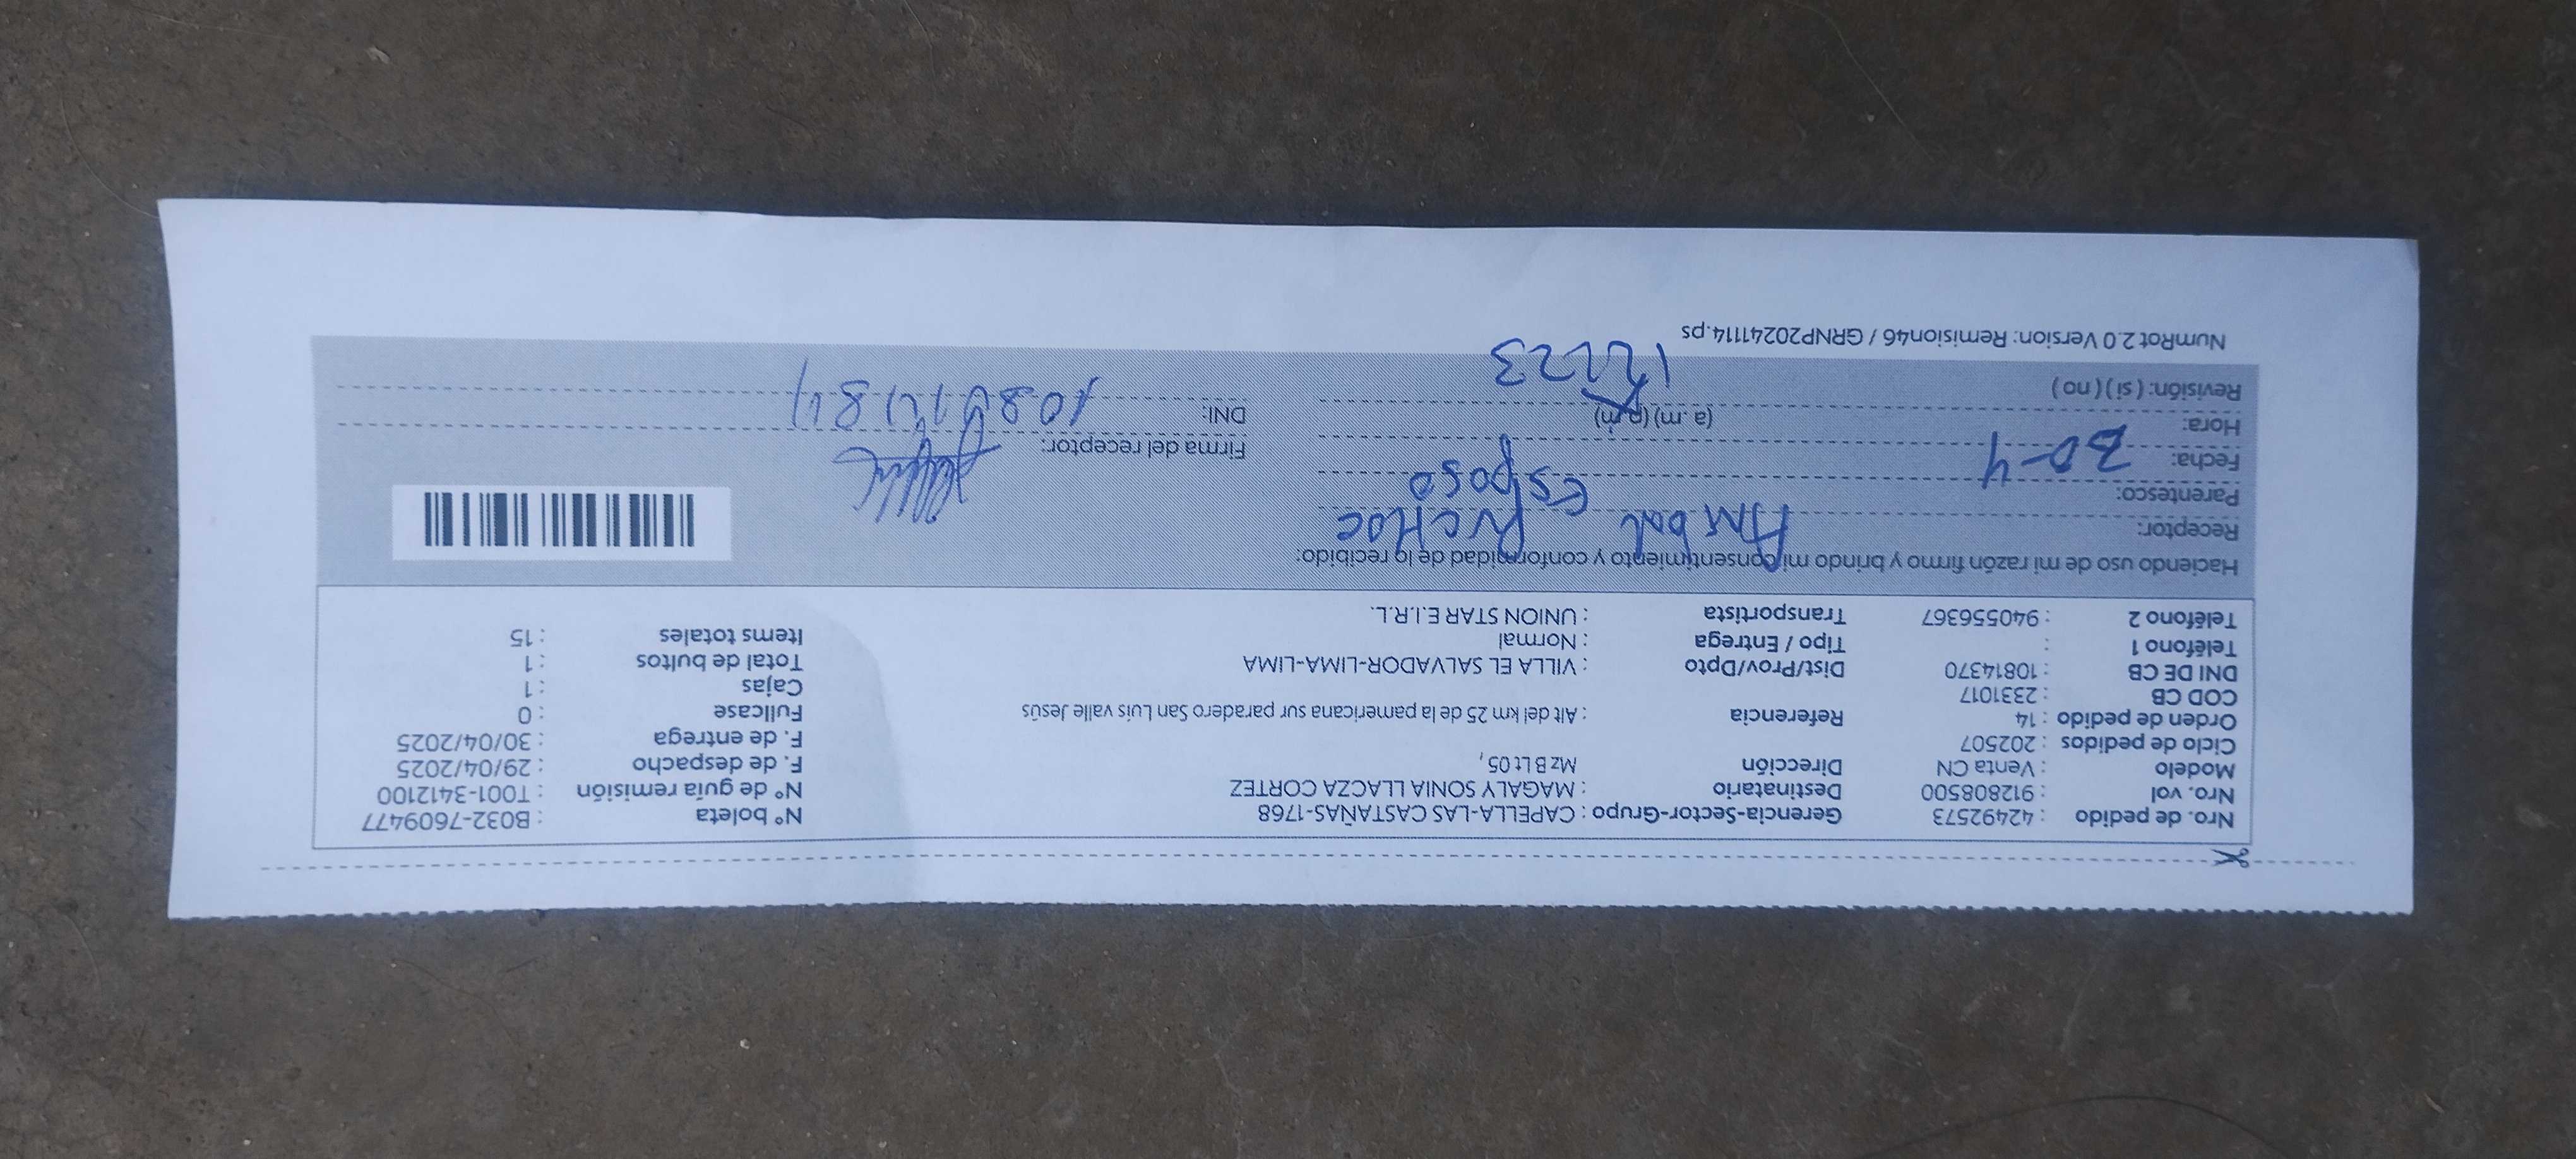 Nro. de pedido : 42492573 Gerencia-Sector-Grupo : CAPELLA-LAS CASTAÑAS-1768 N° boleta : B032-7609477
Nro. vol : 912808500 Destinatario : MAGALY SONIA LLACZA CORTEZ N° de guía remisión : T001-3412100
Modelo : Venta CN Dirección Mz B Lt 05 , F. de despacho : 29/04/2025
Ciclo de pedidos : 202507 F. de entrega : 30/04/2025
Orden de pedido : 14 Referencia : Alt del km 25 de la pamericana sur paradero San Luis valle Jesús Fullcase : 0
COD CB : 2331017 Cajas : 1
DNI DE CB : 10814370 Dist/Prov/Dpto : VILLA EL SALVADOR-LIMA-LIMA Total de bultos : 1
Teléfono 1 : Tipo / Entrega : Normal Items totales : 15
Teléfono 2 : 940556367 Transportista : UNION STAR E.I.R.L.
Haciendo uso de mi razón firmo y brindo mi consentimiento y conformidad de lo recibido:
Receptor:
Parentesco: Esposo
Fecha: 30-4 Firma del receptor:
Hora: (a. m) (p. m) DNI:
Revisión: ( si ) ( no )
NumRot 2.0 Version: Remision46 / GRNP20241114.ps